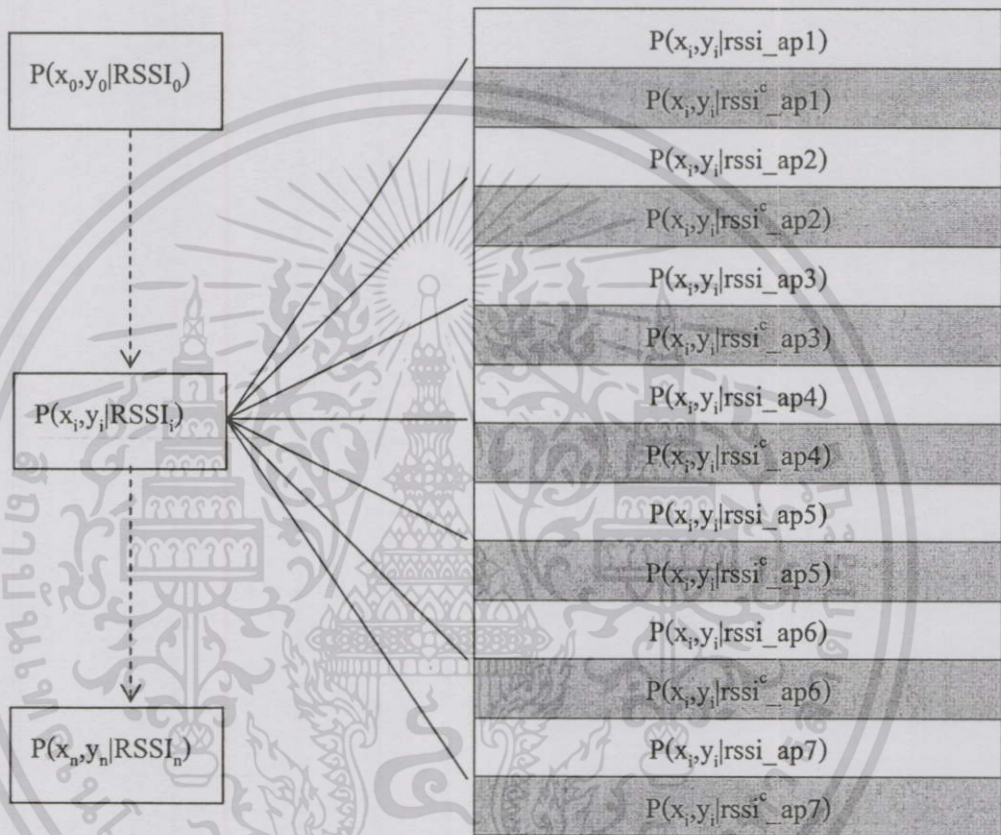 P(x₀,y₀|RSSI₀)
P(xᵢ,yᵢ|RSSIᵢ)
P(xₙ,yₙ|RSSIₙ)
P(xᵢ,yᵢ|rssi_ap1)
P(xᵢ,yᵢ|rssiᶜ_ap1)
P(xᵢ,yᵢ|rssi_ap2)
P(xᵢ,yᵢ|rssiᶜ_ap2)
P(xᵢ,yᵢ|rssi_ap3)
P(xᵢ,yᵢ|rssiᶜ_ap3)
P(xᵢ,yᵢ|rssi_ap4)
P(xᵢ,yᵢ|rssiᶜ_ap4)
P(xᵢ,yᵢ|rssi_ap5)
P(xᵢ,yᵢ|rssiᶜ_ap5)
P(xᵢ,yᵢ|rssi_ap6)
P(xᵢ,yᵢ|rssiᶜ_ap6)
P(xᵢ,yᵢ|rssi_ap7)
P(xᵢ,yᵢ|rssiᶜ_ap7)